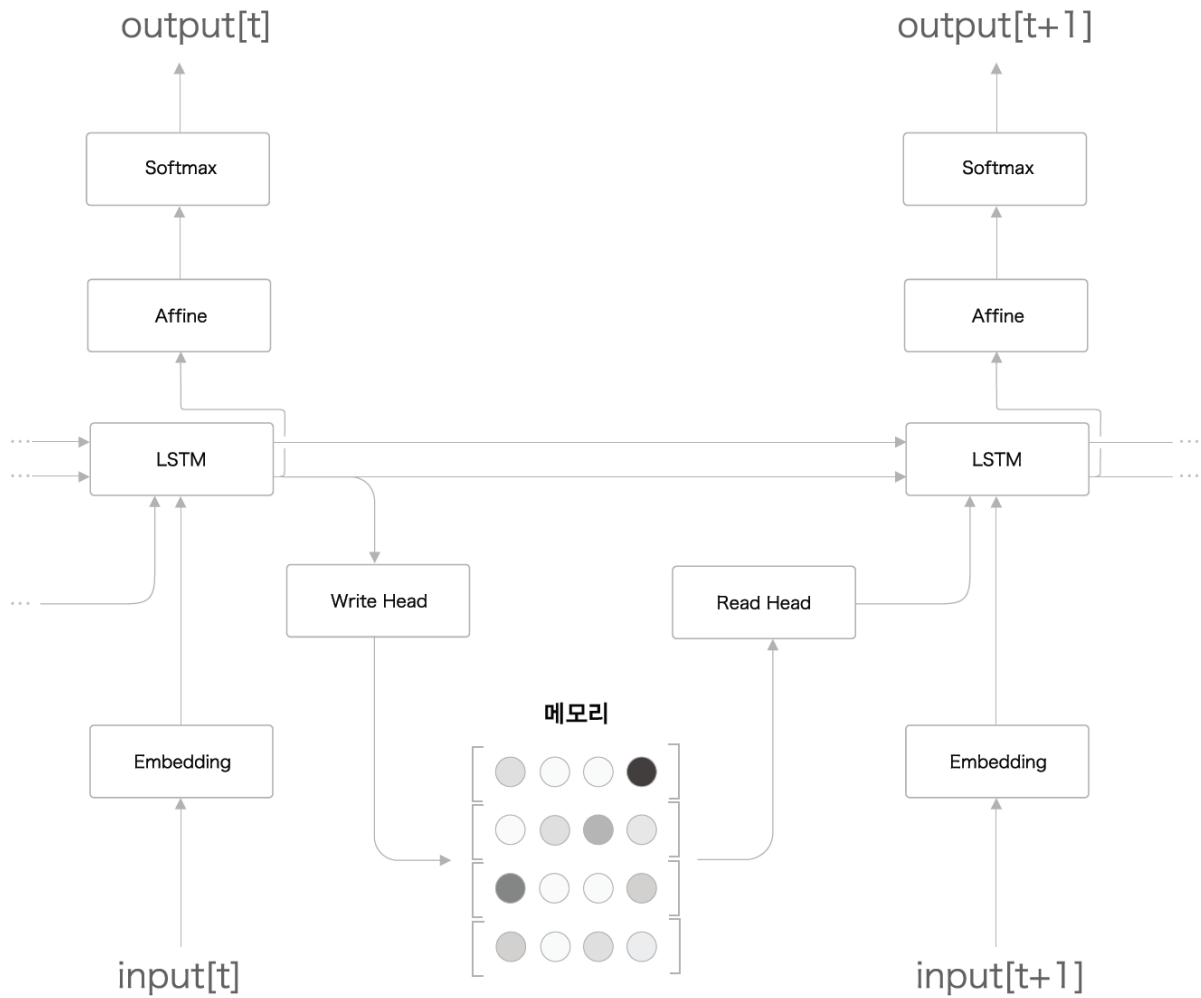 output[t]
output[t+1]
Softmax
Softmax
Affine
Affine
...
LSTM
LSTM
...
...
...
...
Write Head
Read Head
메모리
Embedding
Embedding
input[t]
input[t+1]